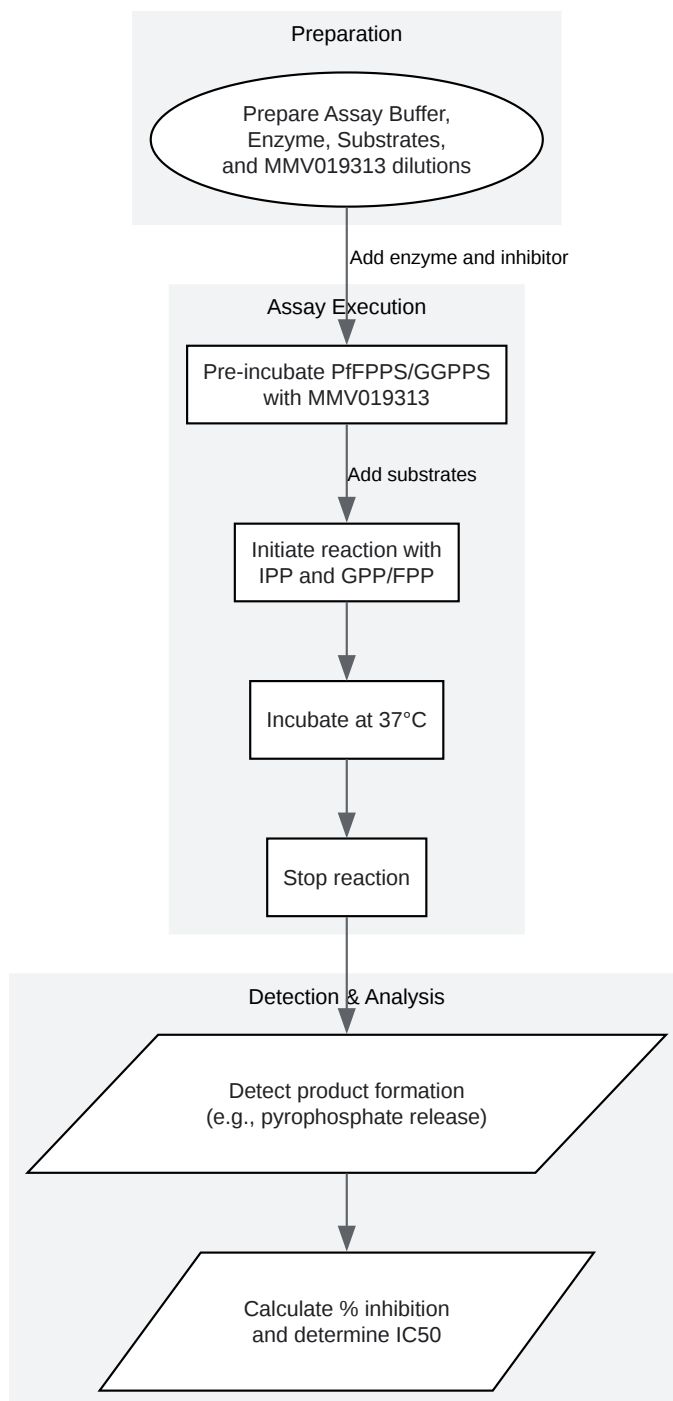 Preparation
Prepare Assay Buffer,
Enzyme, Substrates,
and MMV019313 dilutions
Add enzyme and inhibitor
Assay Execution
Pre-incubate PfFPPS/GGPPS
with MMV019313
Add substrates
Initiate reaction with
IPP and GPP/FPP
Incubate at 37°C
Stop reaction
Detection & Analysis
Detect product formation
(e.g., pyrophosphate release)
Calculate % inhibition
and determine IC50